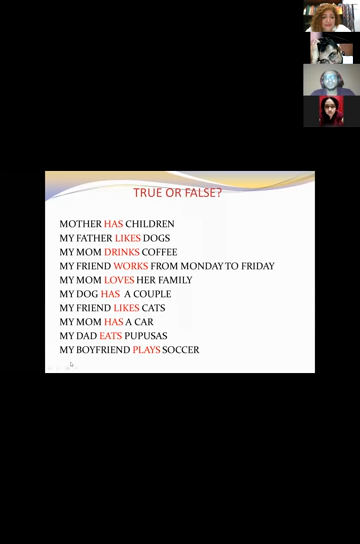 TRUE OR FALSE?
MOTHER HAS CHILDREN
MY FATHER LIKES DOGS
MY MOM DRINKS COFFEE
MY FRIEND WORKS FROM MONDAY TO FRIDAY
MY MOM LOVES HER FAMILY
MY DOG HAS A COUPLE
MY FRIEND LIKES CATS
MY MOM HAS A CAR
MY DAD EATS PUPUSAS
MY BOYFRIEND PLAYS SOCCER